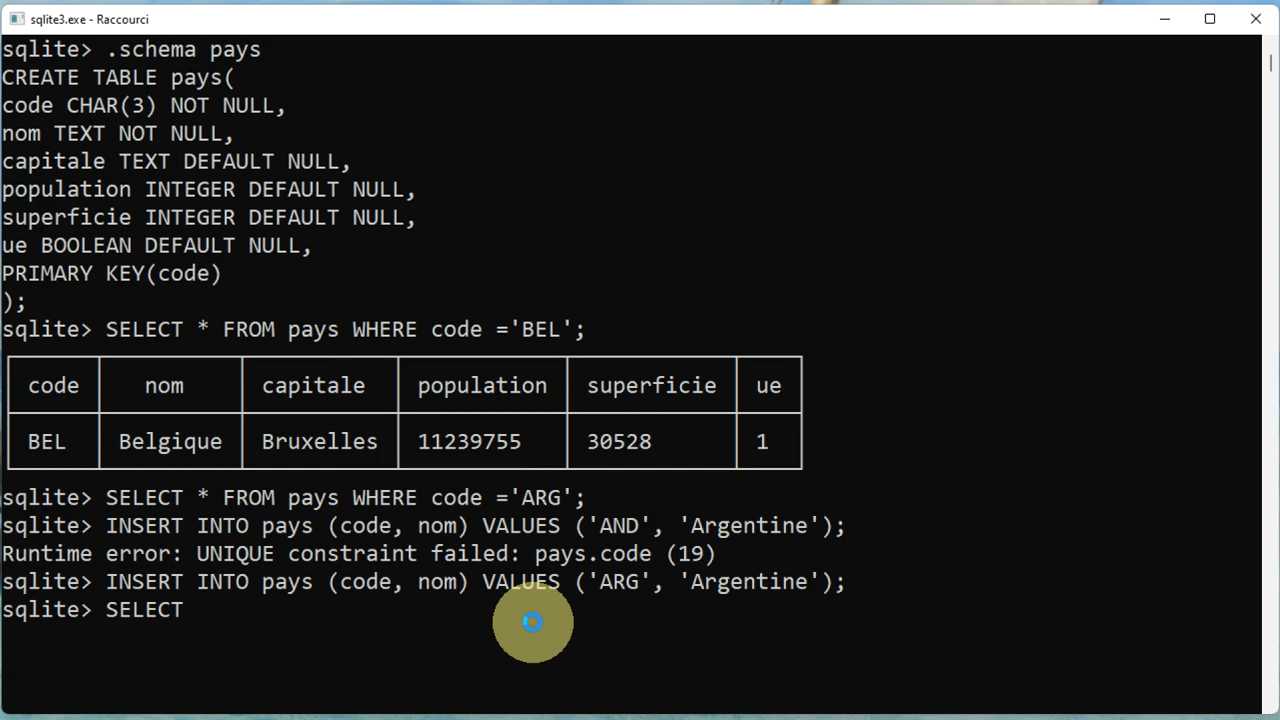 sqlite3.exe - Raccourci
sqlite> .schema pays
CREATE TABLE pays(
code CHAR(3) NOT NULL,
nom TEXT NOT NULL,
capitale TEXT DEFAULT NULL,
population INTEGER DEFAULT NULL,
superficie INTEGER DEFAULT NULL,
ue BOOLEAN DEFAULT NULL,
PRIMARY KEY(code)
);
sqlite> SELECT * FROM pays WHERE code ='BEL';
code nom capitale population superficie ue
BEL Belgique Bruxelles 11239755 30528 1
sqlite> SELECT * FROM pays WHERE code ='ARG';
sqlite> INSERT INTO pays (code, nom) VALUES ('AND', 'Argentine');
Runtime error: UNIQUE constraint failed: pays.code (19)
sqlite> INSERT INTO pays (code, nom) VALUES ('ARG', 'Argentine');
sqlite> SELECT